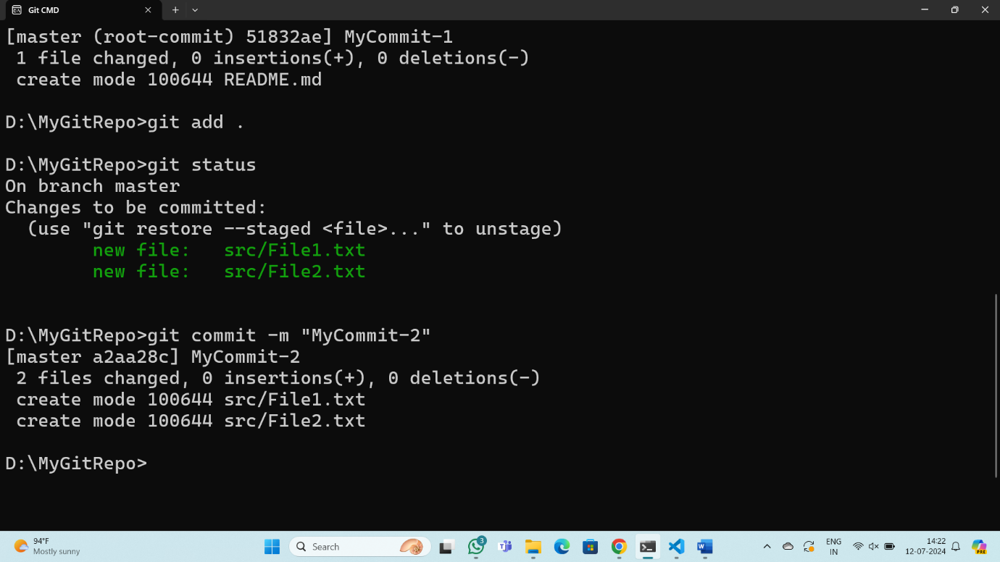 Git CMD
[master (root-commit) 51832ae] MyCommit-1
 1 file changed, 0 insertions(+), 0 deletions(-)
 create mode 100644 README.md
D:\MyGitRepo>git add .
D:\MyGitRepo>git status
On branch master
Changes to be committed:
  (use "git restore --staged <file>..." to unstage)
        new file:   src/File1.txt
        new file:   src/File2.txt
D:\MyGitRepo>git commit -m "MyCommit-2"
[master a2aa28c] MyCommit-2
 2 files changed, 0 insertions(+), 0 deletions(-)
 create mode 100644 src/File1.txt
 create mode 100644 src/File2.txt
D:\MyGitRepo>
94°F
Mostly sunny
Search
3
ENG
IN
14:22
12-07-2024
PRE